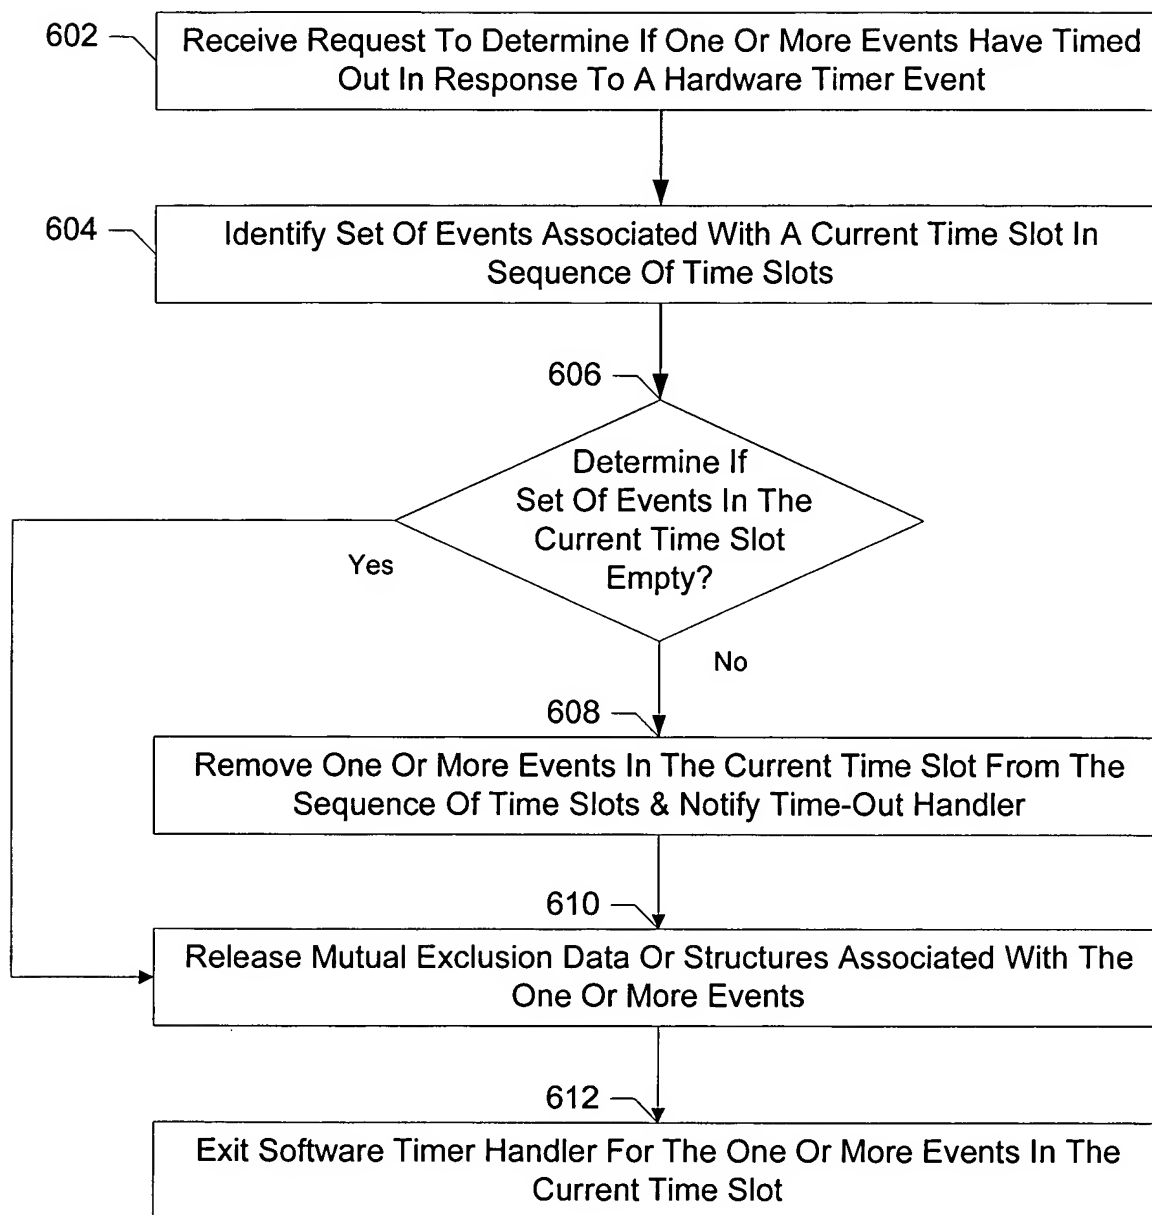 602
Receive Request To Determine If One Or More Events Have Timed
Out In Response To A Hardware Timer Event
604
Identify Set Of Events Associated With A Current Time Slot In
Sequence Of Time Slots
606
Determine If
Set Of Events In The
Current Time Slot
Empty?
Yes
No
608
Remove One Or More Events In The Current Time Slot From The
Sequence Of Time Slots & Notify Time-Out Handler
610
Release Mutual Exclusion Data Or Structures Associated With The
One Or More Events
612
Exit Software Timer Handler For The One Or More Events In The
Current Time Slot